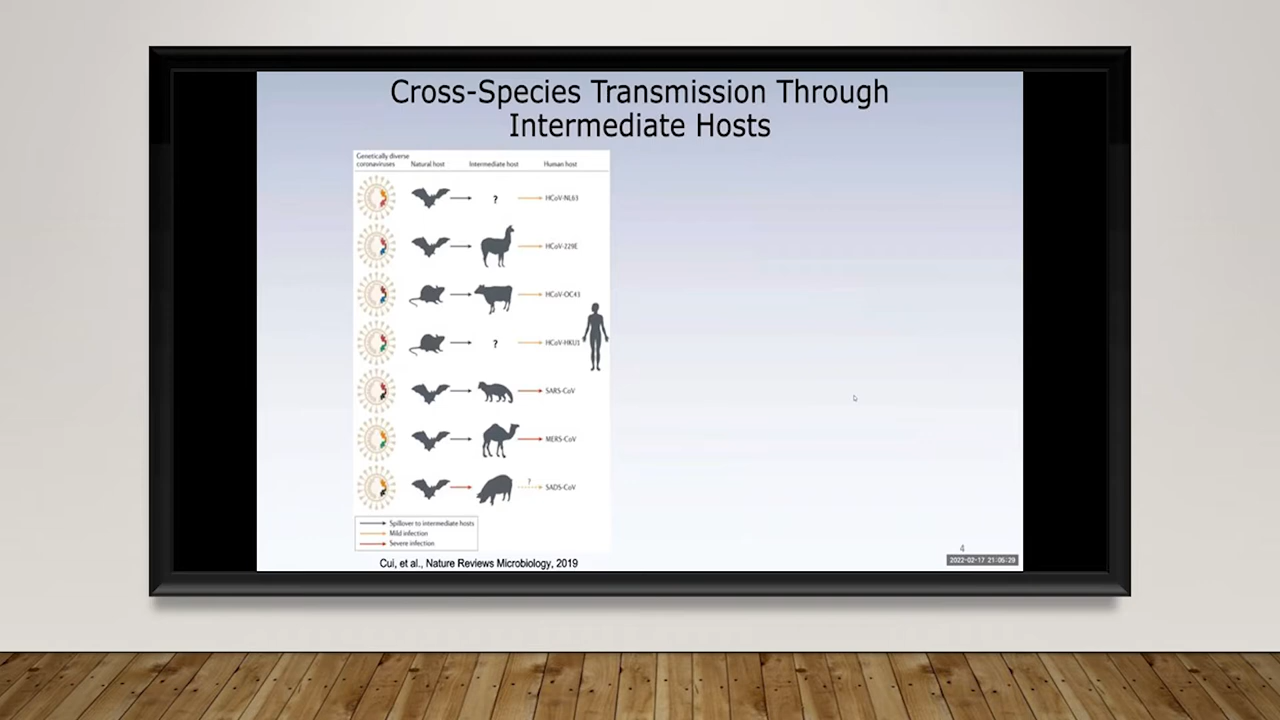 Cross-Species Transmission Through
Intermediate Hosts
Genetically diverse
coronaviruses
Natural host
Intermediate host
Human host
?
HCoV-NL63
HCoV-229E
HCoV-OC43
?
HCoV-HKU1
SARS-CoV
MERS-CoV
?
SADS-CoV
Spillover to intermediate hosts
Mild infection
Severe infection
Cui, et al., Nature Reviews Microbiology, 2019
4
2022-02-17 21:05:29